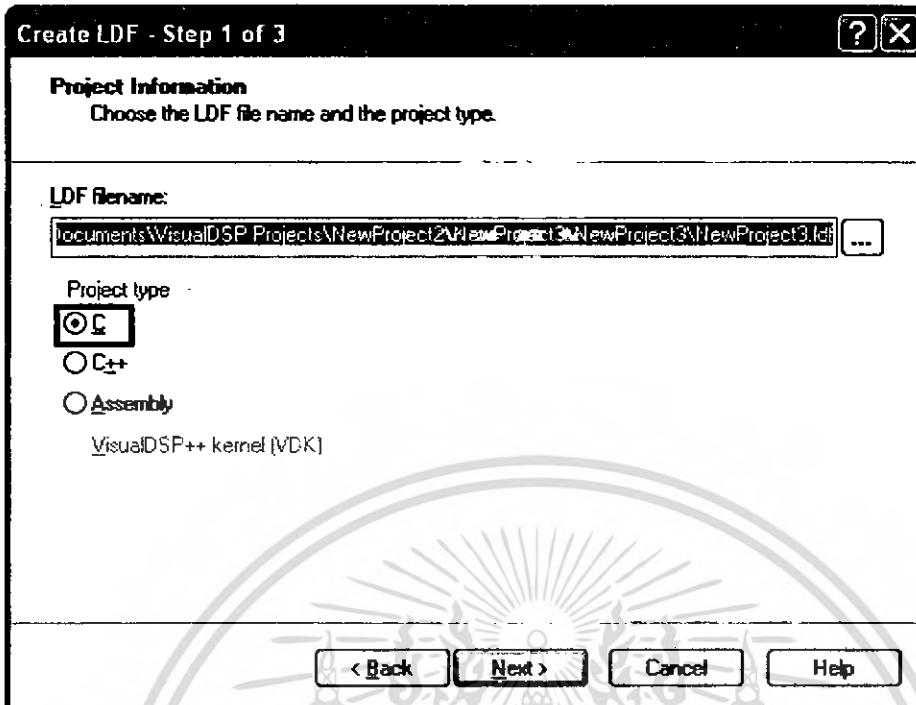 Create LDF - Step 1 of 3
Project Information
Choose the LDF file name and the project type.
LDF filename:
ocuments\VisualDSP Projects\NewProject2\NewProject3\NewProject3\NewProject3.ldf
...
Project type
C
C++
Assembly
VisualDSP++ kernel (VDK)
< Back
Next >
Cancel
Help